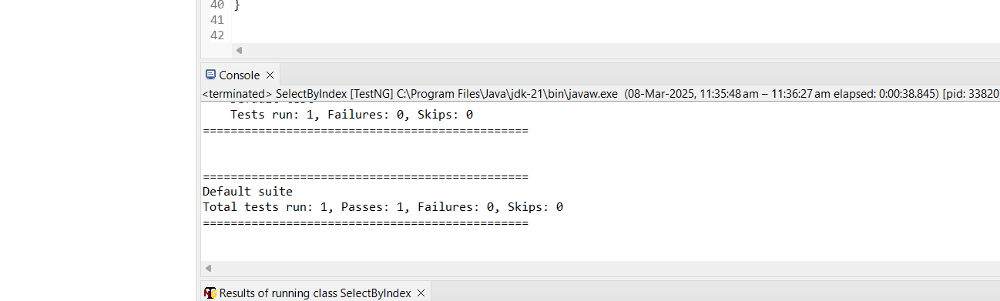 40 }
41
42
Console
<terminated> SelectByIndex [TestNG] C:\Program Files\Java\jdk-21\bin\javaw.exe (08-Mar-2025, 11:35:48 am – 11:36:27 am elapsed: 0:00:38.845) [pid: 33820
Tests run: 1, Failures: 0, Skips: 0
===============================================
===============================================
Default suite
Total tests run: 1, Passes: 1, Failures: 0, Skips: 0
===============================================
Results of running class SelectByIndex